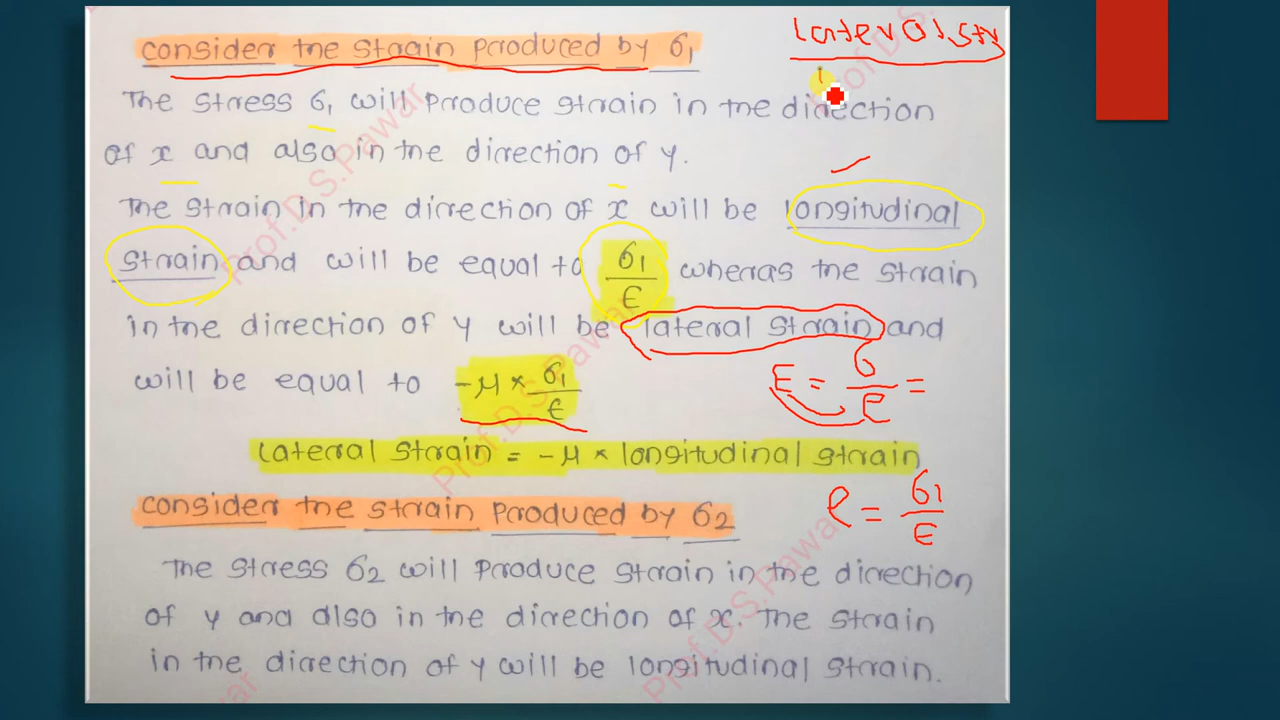 Lateral str
Consider the strain produced by σ1
The stress σ1 will produce strain in the direction
of x and also in the direction of y.
The strain in the direction of x will be longitudinal
strain and will be equal to σ1/E wheras the strain
in the direction of y will be lateral strain and
will be equal to -μ × σ1/E
E = σ/e =
Lateral strain = -μ × longitudinal strain
e = σ1/E
Consider the strain produced by σ2
The stress σ2 will produce strain in the direction
of y and also in the direction of x. The strain
in the direction of y will be longitudinal strain.
Prof.D.S.Pawar